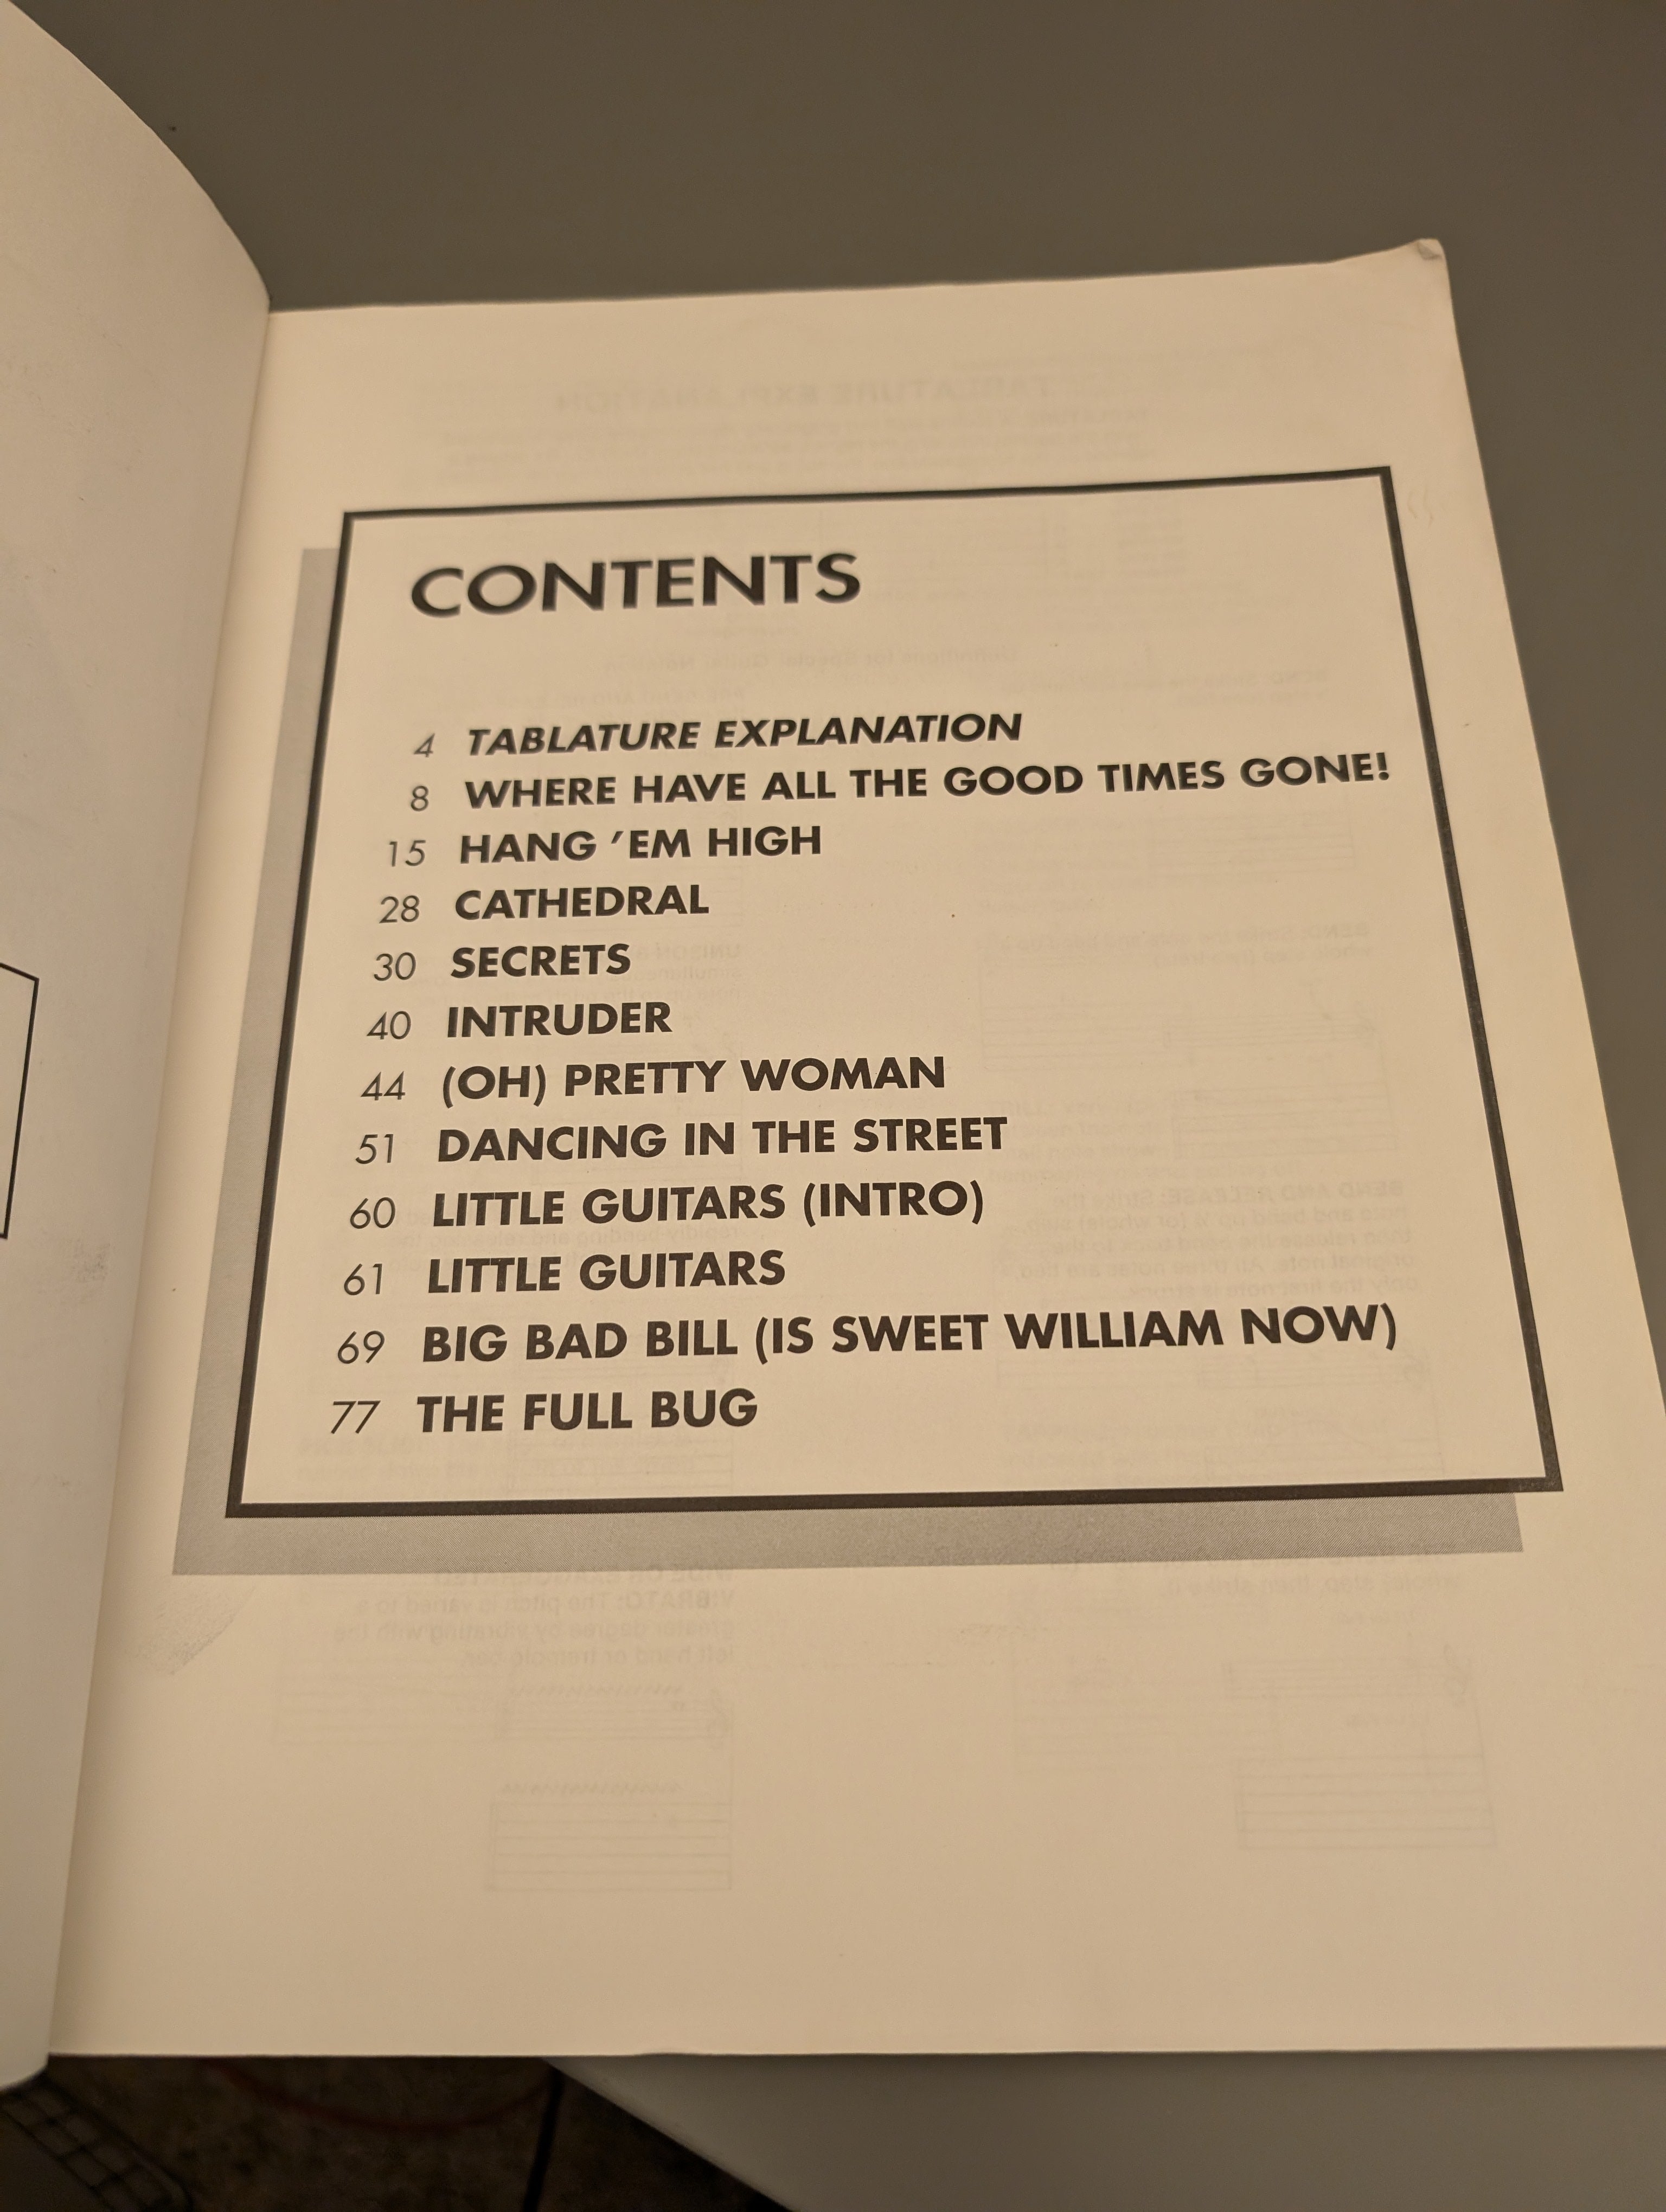 CONTENTS
4 TABLATURE EXPLANATION
8 WHERE HAVE ALL THE GOOD TIMES GONE!
15 HANG 'EM HIGH
28 CATHEDRAL
30 SECRETS
40 INTRUDER
44 (OH) PRETTY WOMAN
51 DANCING IN THE STREET
60 LITTLE GUITARS (INTRO)
61 LITTLE GUITARS
69 BIG BAD BILL (IS SWEET WILLIAM NOW)
77 THE FULL BUG